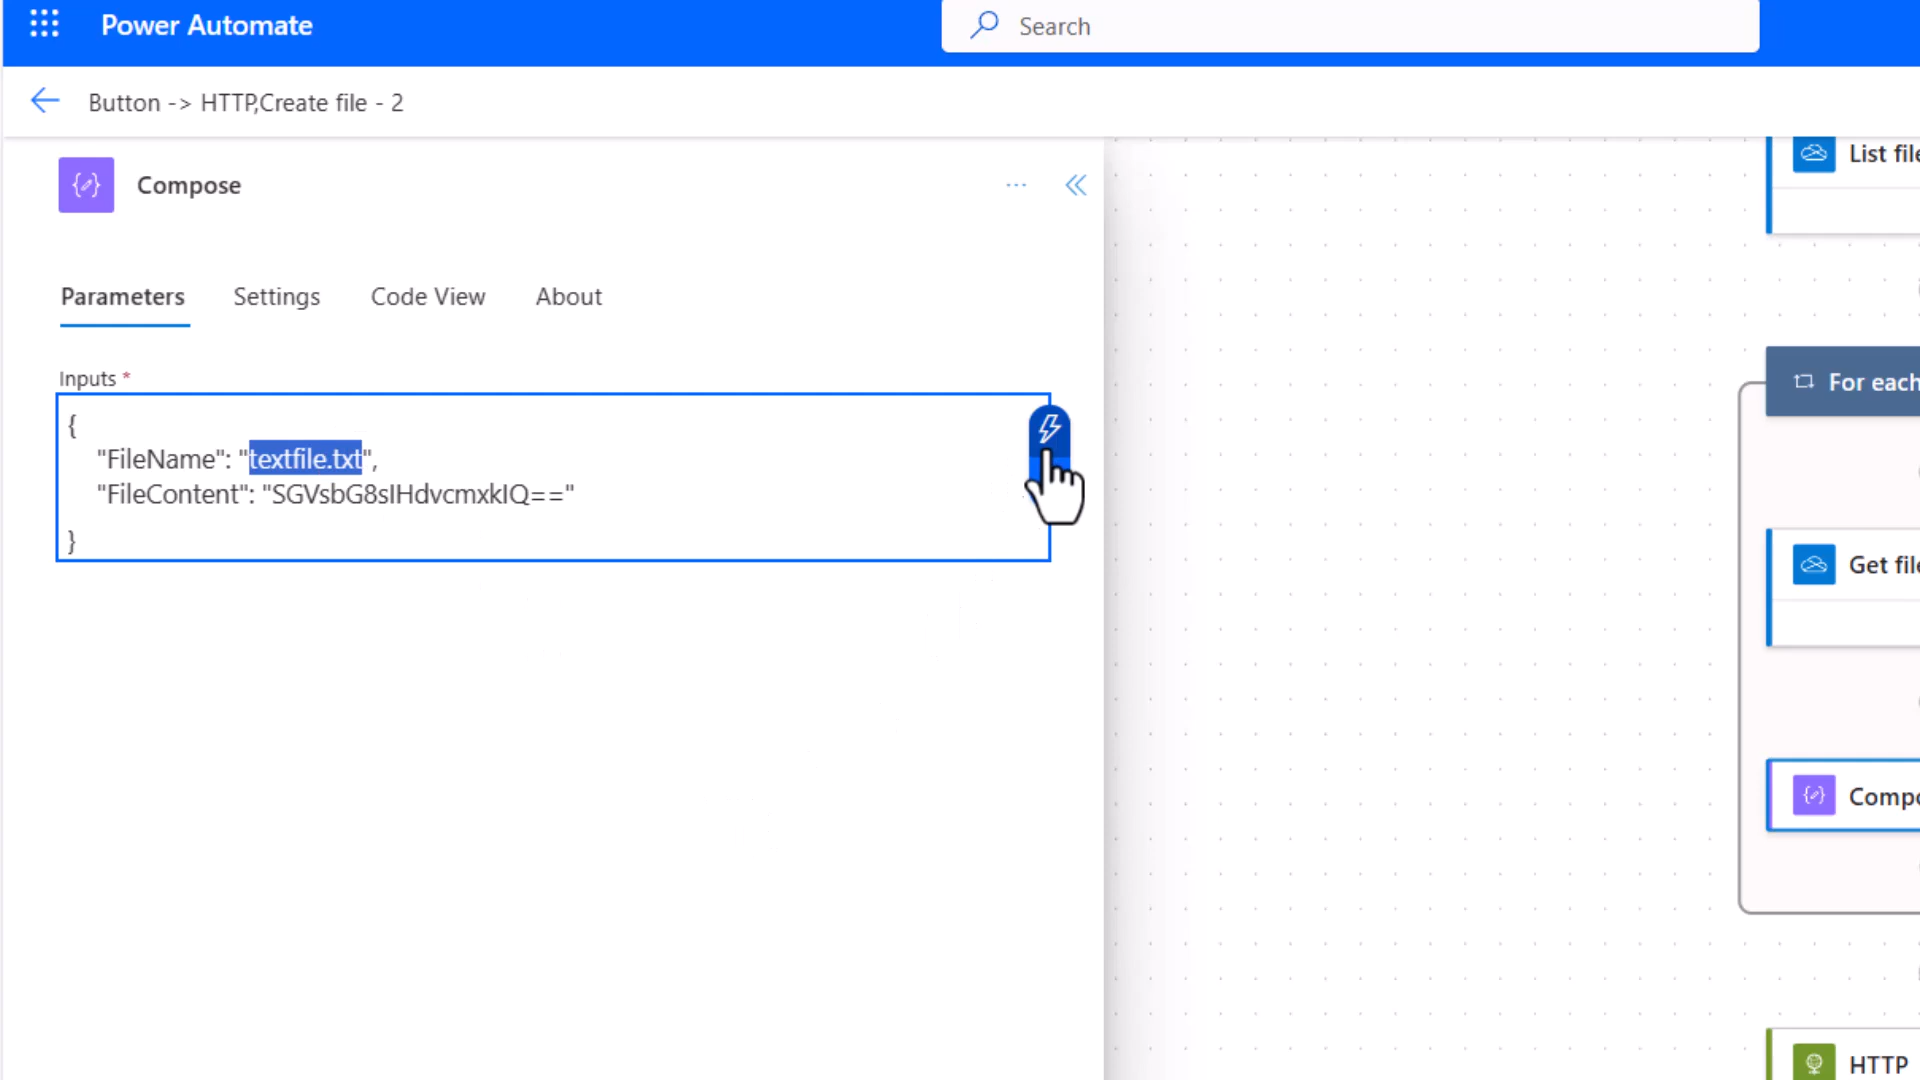 Power Automate
Search
Button -> HTTP,Create file - 2
Compose
Parameters Settings Code View About
Inputs *
{
"FileName": "textfile.txt",
"FileContent": "SGVsbG8sIHdvcmxkIQ=="
}
List file
For each
Get file
Compo
HTTP